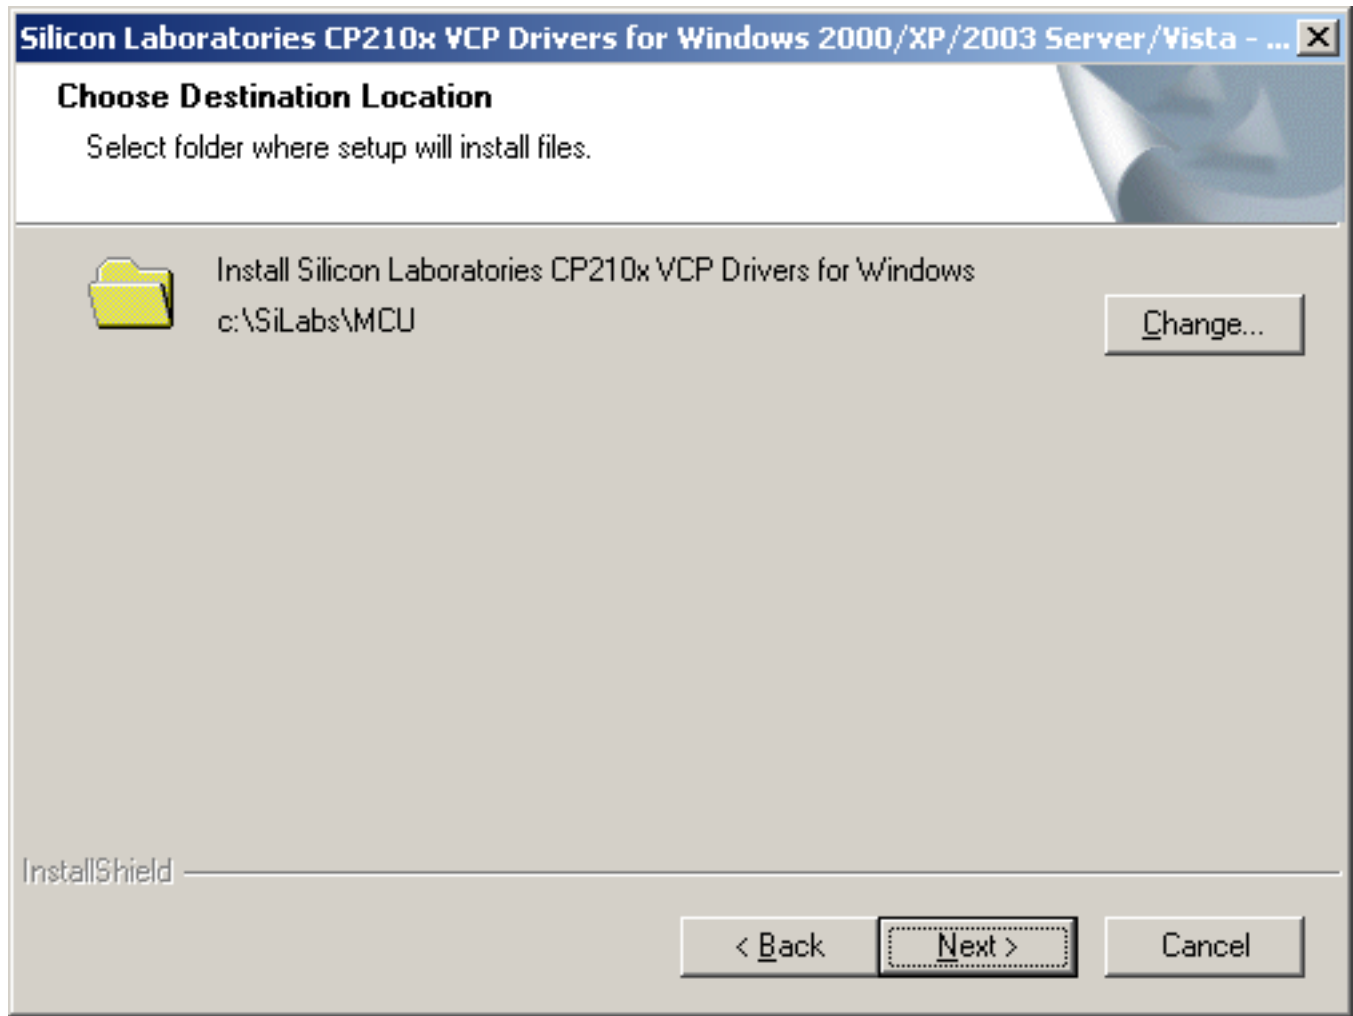 Silicon Laboratories CP210x VCP Drivers for Windows 2000/XP/2003 Server/Vista - ...
Choose Destination Location
Select folder where setup will install files.
Install Silicon Laboratories CP210x VCP Drivers for Windows
c:\SiLabs\MCU
Change...
InstallShield
< Back
Next >
Cancel